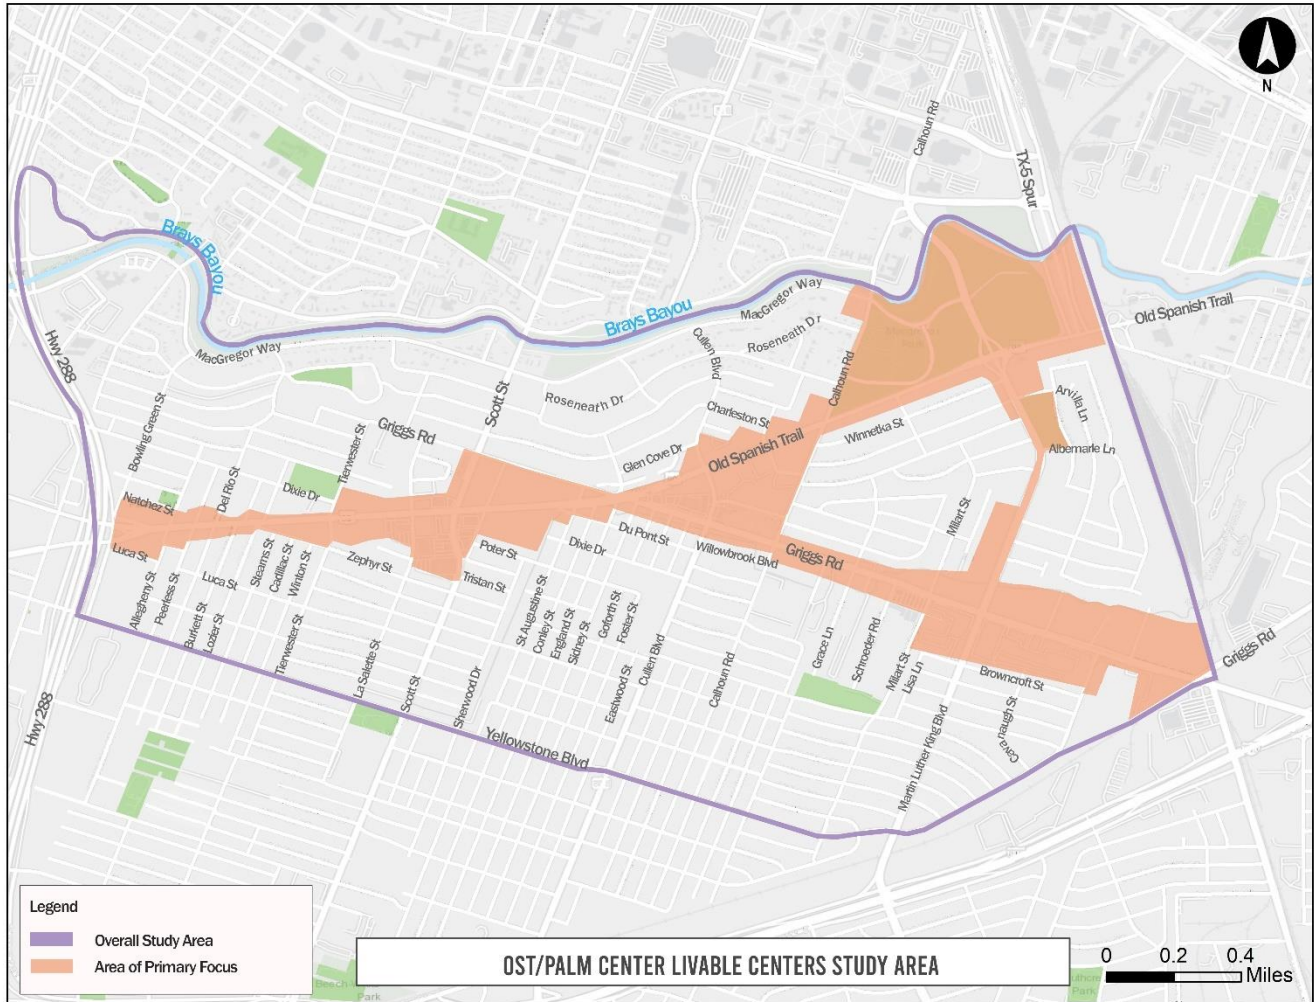 N
Calhoun Rd
TX-5 Spur
Brays Bayou
Brays Bayou
MacGregor Way
Old Spanish Trail
Roseneath Dr
Cullen Blvd
Hwy 288
MacGregor Way
Scott St
Calhoun Rd
Roseneath Dr
Arvilla Ln
Charleston St
Bowling Green St
Griggs Rd
Tierwester St
Winnetka St
Old Spanish Trail
Albemarle Ln
Glen Cove Dr
Del Rio St
Dixie Dr
Natchez St
Milart St
Du Pont St
Luca St
Poter St
Dixie Dr
Willowbrook Blvd
Griggs Rd
Stearns St
Cadillac St
Winton St
Zephyr St
Luca St
Tristan St
Allegheny St
Peerless St
Burkett St
Lozier St
Tierwester St
St Augustine St
Conley St
England St
Sidney St
Goforth St
Foster St
Grace Ln
Schroeder Rd
Milart St
Lisa Ln
Griggs Rd
La Salette St
Scott St
Sherwood Dr
Eastwood St
Cullen Blvd
Calhoun Rd
Browncroft St
Cavanaugh St
Martin Luther King Blvd
Hwy 288
Yellowstone Blvd
Legend
Overall Study Area
Area of Primary Focus
OST/PALM CENTER LIVABLE CENTERS STUDY AREA
0 0.2 0.4
Miles
Park
Park